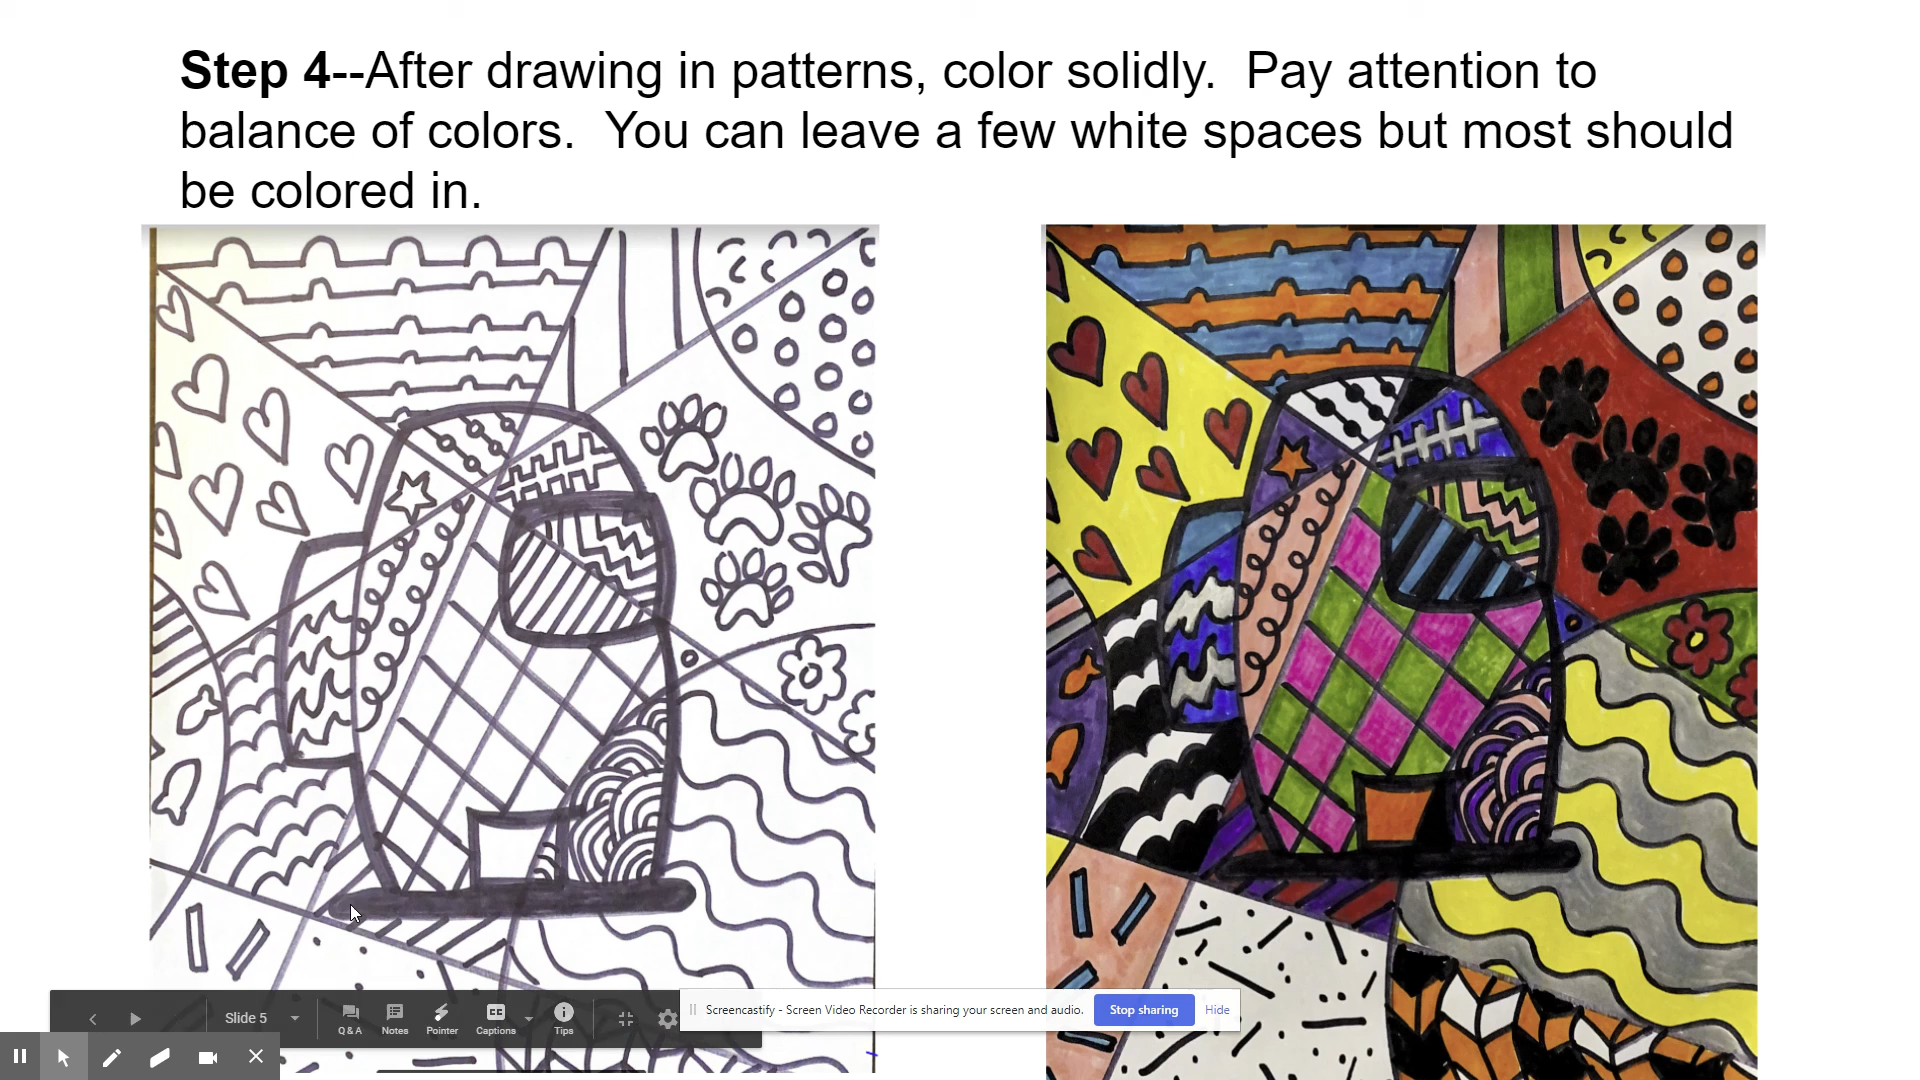 Step 4--After drawing in patterns, color solidly.  Pay attention to
balance of colors.  You can leave a few white spaces but most should
be colored in.
Slide 5
Q & A
Notes
Pointer
Captions
Tips
Screencastify - Screen Video Recorder is sharing your screen and audio.
Stop sharing
Hide